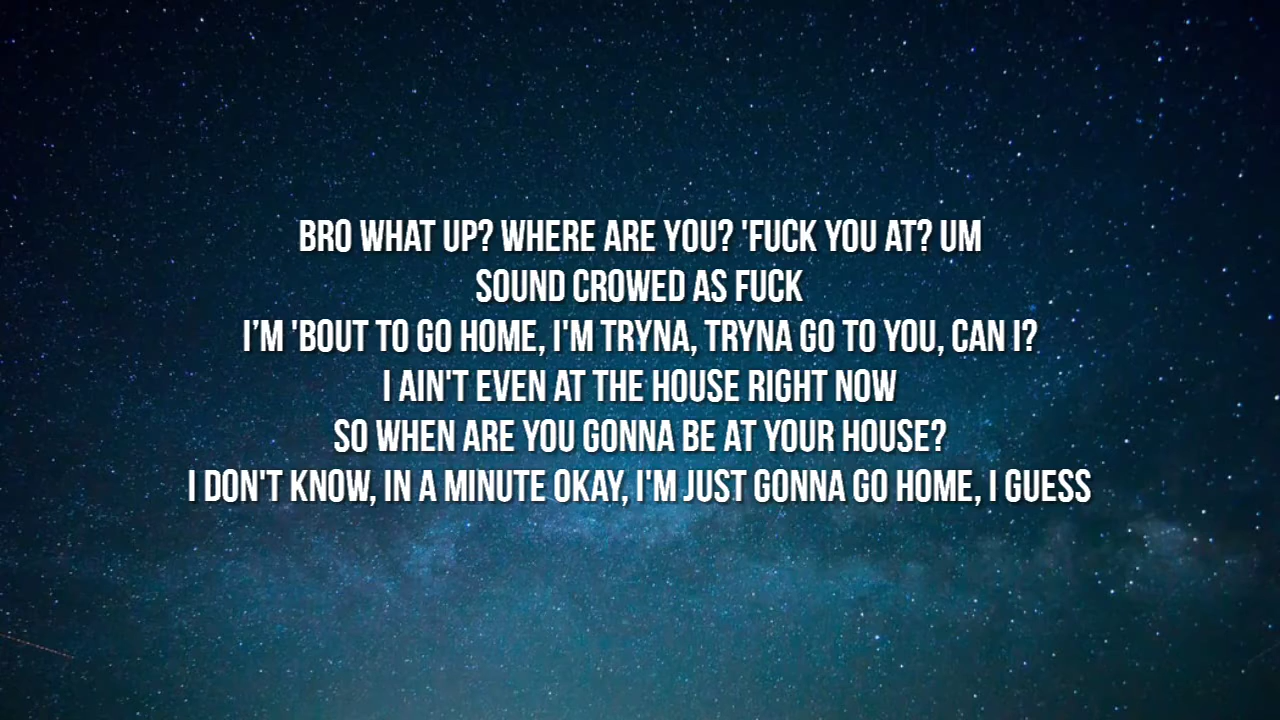 BRO WHAT UP? WHERE ARE YOU? 'FUCK YOU AT? UM
SOUND CROWED AS FUCK
I’M 'BOUT TO GO HOME, I'M TRYNA, TRYNA GO TO YOU, CAN I?
I AIN'T EVEN AT THE HOUSE RIGHT NOW
SO WHEN ARE YOU GONNA BE AT YOUR HOUSE?
I DON'T KNOW, IN A MINUTE OKAY, I'M JUST GONNA GO HOME, I GUESS